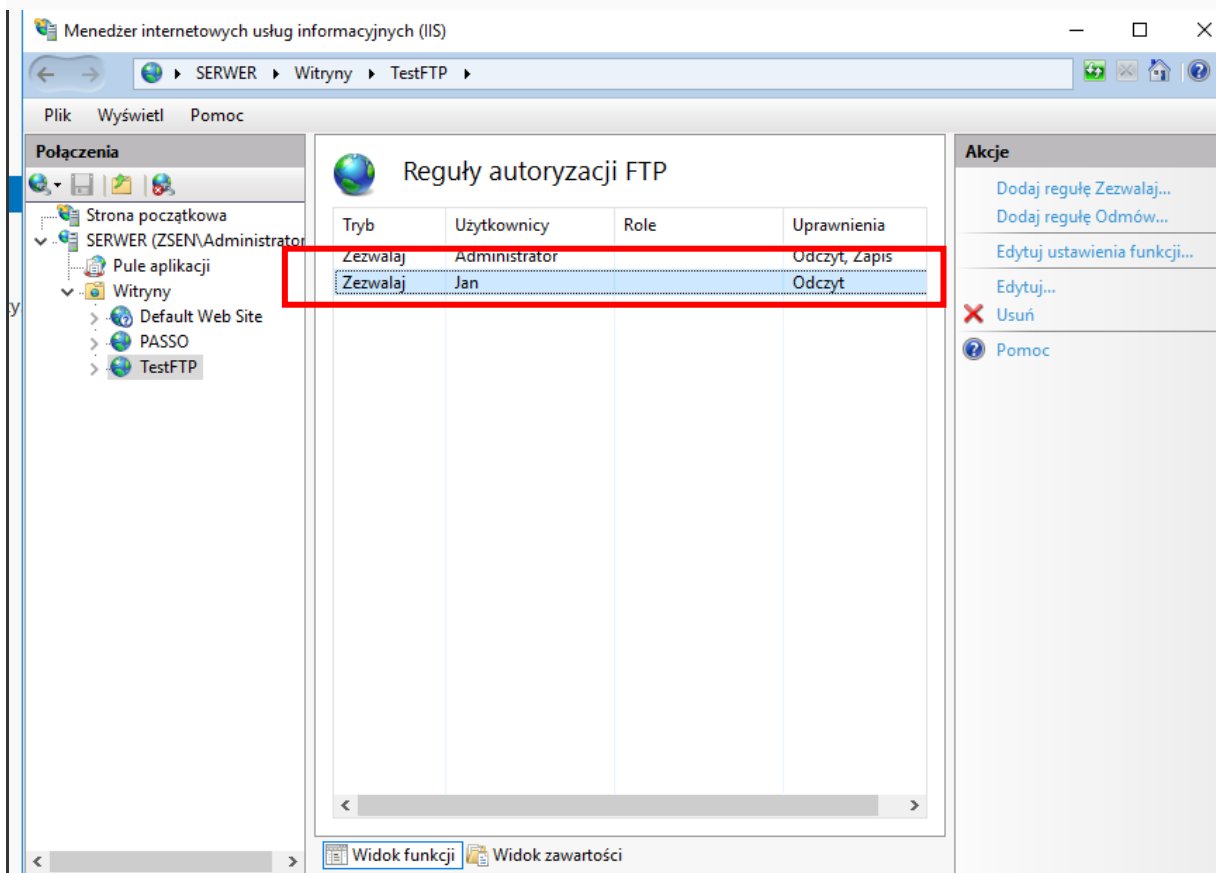 Menedżer internetowych usług informacyjnych (IIS)
SERWER Witryny TestFTP
Plik Wyświetl Pomoc
Połączenia
Strona początkowa
SERWER (ZSEN\Administrator
Pule aplikacji
Witryny
Default Web Site
PASSO
TestFTP
Reguły autoryzacji FTP
Tryb Użytkownicy Role Uprawnienia
Zezwalaj Administrator Odczyt, Zapis
Zezwalaj Jan Odczyt
Widok funkcji Widok zawartości
Akcje
Dodaj regułę Zezwalaj...
Dodaj regułę Odmów...
Edytuj ustawienia funkcji...
Edytuj...
Usuń
Pomoc